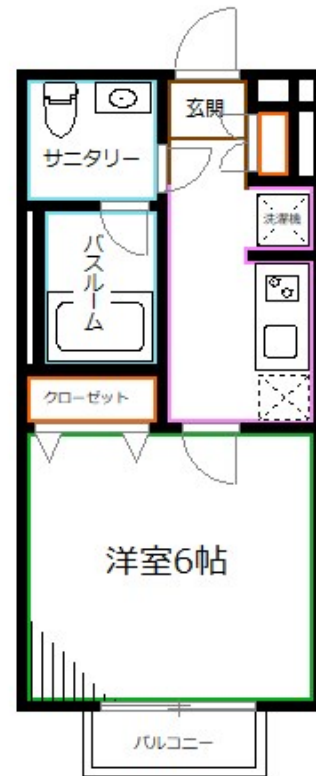 玄関
サニタリー
洗濯機
バスルーム
クローゼット
洋室6帖
バルコニー